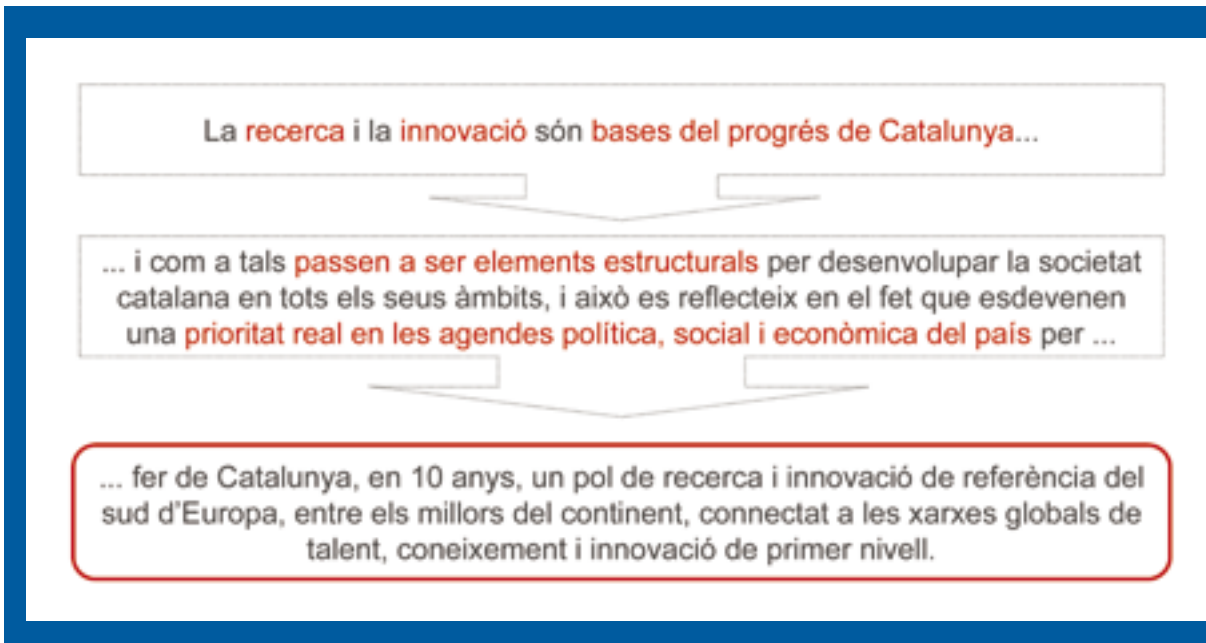 La recerca i la innovació són bases del progrés de Catalunya...
... i com a tals passen a ser elements estructurals per desenvolupar la societat
catalana en tots els seus àmbits, i això es reflecteix en el fet que esdevenen
una prioritat real en les agendes política, social i econòmica del país per ...
... fer de Catalunya, en 10 anys, un pol de recerca i innovació de referència del
sud d'Europa, entre els millors del continent, connectat a les xarxes globals de
talent, coneixement i innovació de primer nivell.